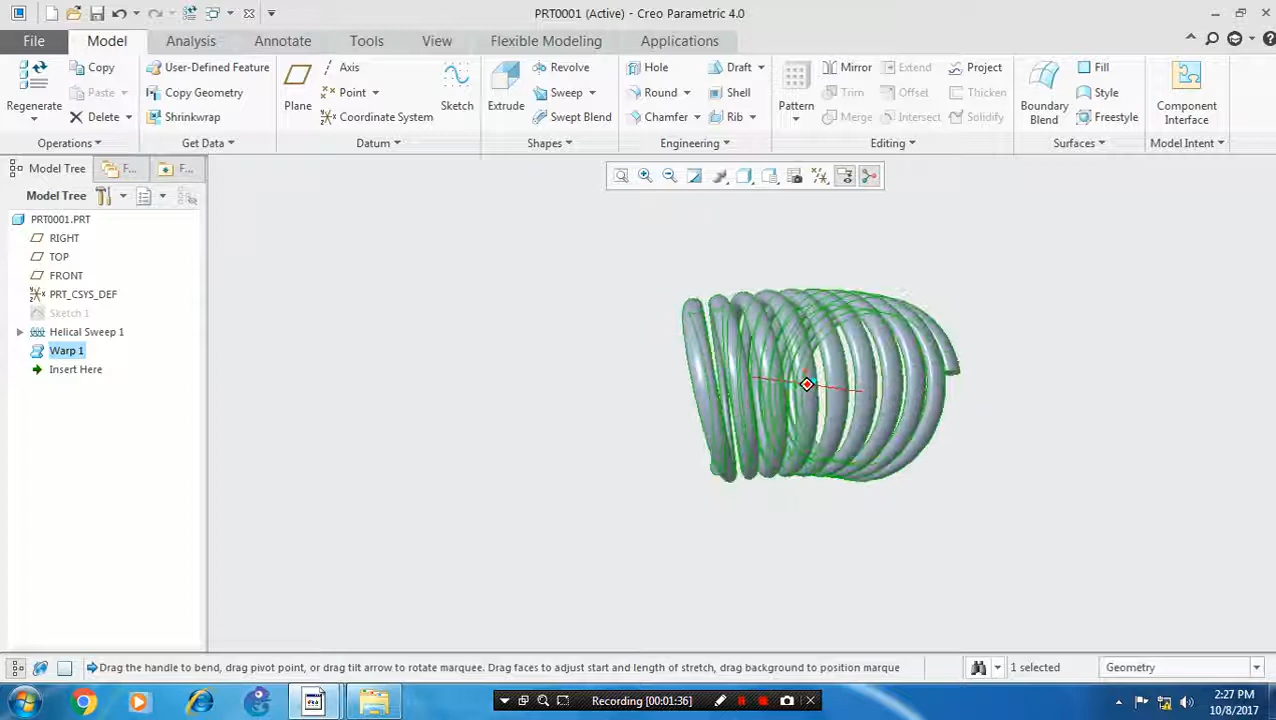 PRT0001 (Active) - Creo Parametric 4.0
File Model Analysis Annotate Tools View Flexible Modeling Applications
Regenerate
Copy
Paste
Delete
Operations
User-Defined Feature
Copy Geometry
Shrinkwrap
Get Data
Plane
Axis
Point
Coordinate System
Sketch
Datum
Extrude
Revolve
Sweep
Swept Blend
Shapes
Hole
Round
Chamfer
Draft
Shell
Rib
Engineering
Pattern
Mirror
Trim
Merge
Extend
Offset
Intersect
Project
Thicken
Solidify
Editing
Boundary
Blend
Fill
Style
Freestyle
Surfaces
Component
Interface
Model Intent
Model Tree F... F...
Model Tree
PRT0001.PRT
RIGHT
TOP
FRONT
PRT_CSYS_DEF
Sketch 1
Helical Sweep 1
Warp 1
Insert Here
Drag the handle to bend, drag pivot point, or drag tilt arrow to rotate marquee. Drag faces to adjust start and length of stretch, drag background to position marque
1 selected
Geometry
Recording [00:01:36]
2:27 PM
10/8/2017